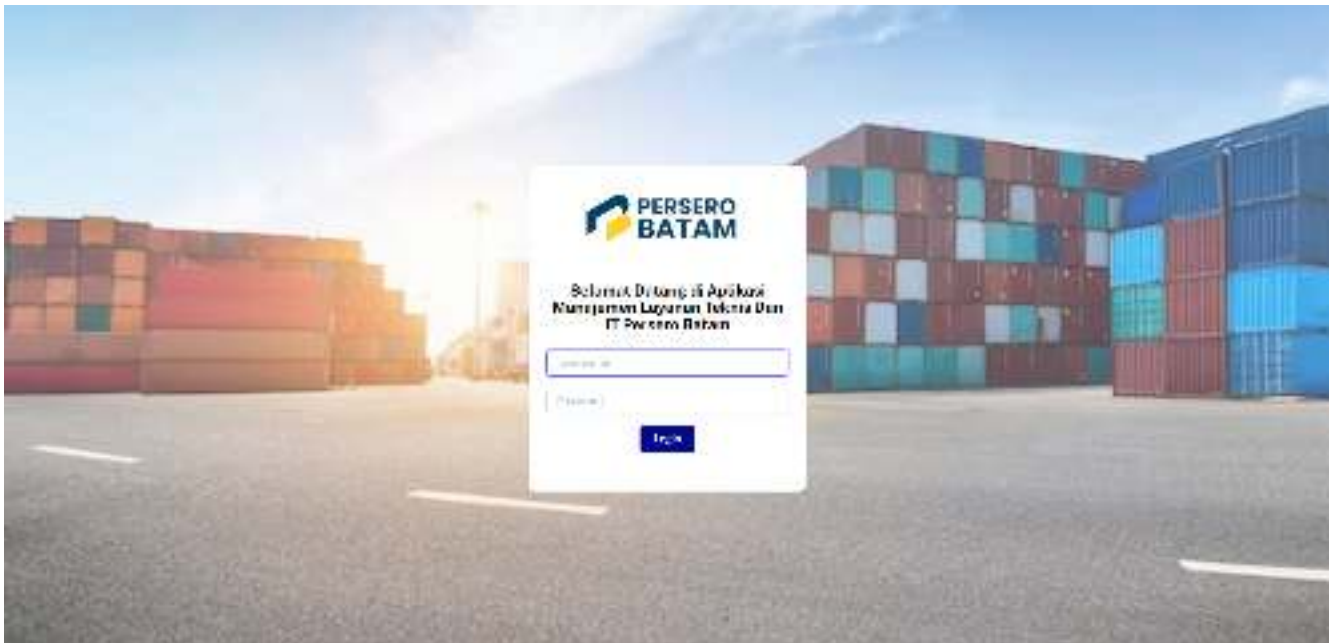 PERSERO
BATAM
Selamat Datang di Aplikasi
Manajemen Layanan Teknis Dan
IT Persero Batam
Login